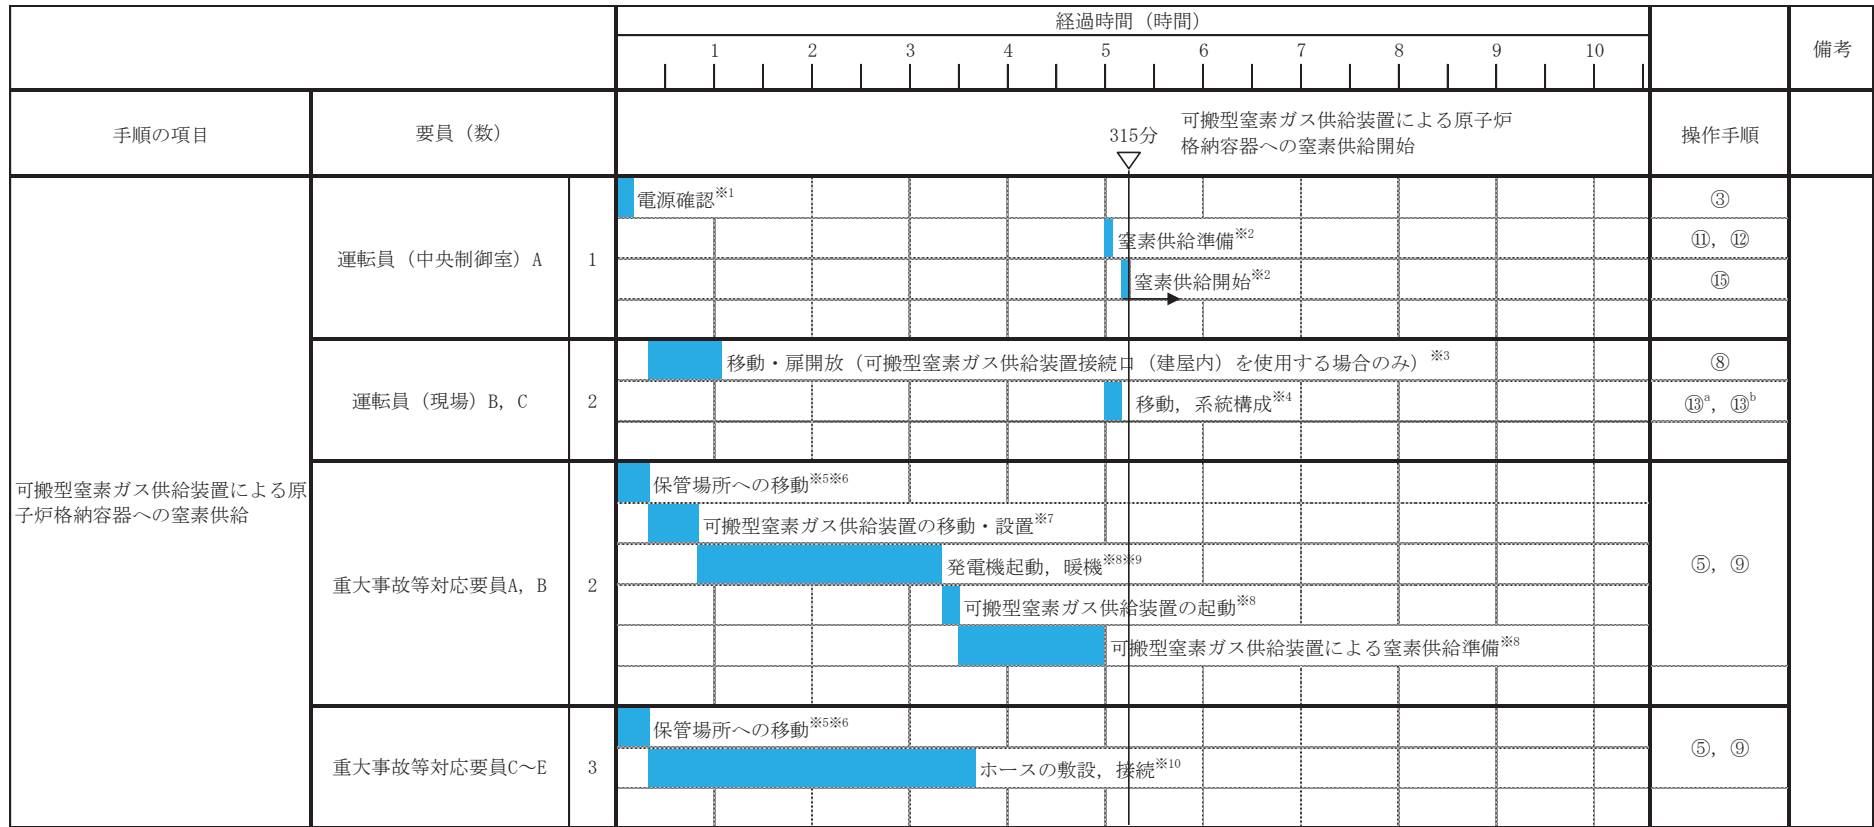 経過時間（時間）
1 2 3 4 5 6 7 8 9 10
備考
手順の項目
要員（数）
315分
可搬型窒素ガス供給装置による原子炉
格納容器への窒素供給開始
操作手順
可搬型窒素ガス供給装置による原
子炉格納容器への窒素供給
運転員（中央制御室）A
1
電源確認※1
③
窒素供給準備※2
⑪，⑫
窒素供給開始※2
⑮
運転員（現場）B，C
2
移動・扉開放（可搬型窒素ガス供給装置接続口（建屋内）を使用する場合のみ）※3
⑧
移動，系統構成※4
⑬a，⑬b
重大事故等対応要員A，B
2
保管場所への移動※5※6
可搬型窒素ガス供給装置の移動・設置※7
発電機起動，暖機※8※9
可搬型窒素ガス供給装置の起動※8
可搬型窒素ガス供給装置による窒素供給準備※8
⑤，⑨
重大事故等対応要員C～E
3
保管場所への移動※5※6
ホースの敷設，接続※10
⑤，⑨